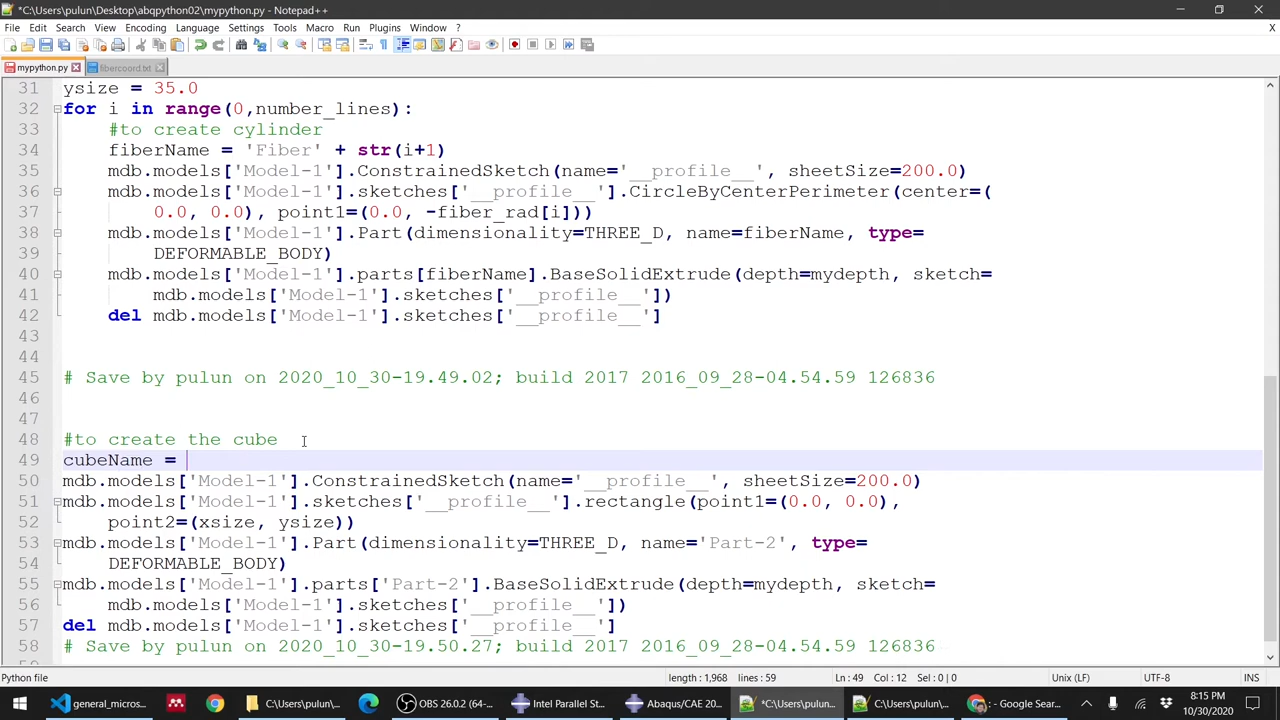 *C:\Users\pulun\Desktop\abqpython02\mypython.py - Notepad++
File Edit Search View Encoding Language Settings Tools Macro Run Plugins Window ? X
mypython.py fibercoord.txt
31 ysize = 35.0
32 for i in range(0,number_lines):
33 #to create cylinder
34 fiberName = 'Fiber' + str(i+1)
35 mdb.models['Model-1'].ConstrainedSketch(name='__profile__', sheetSize=200.0)
36 mdb.models['Model-1'].sketches['__profile__'].CircleByCenterPerimeter(center=(
37 0.0, 0.0), point1=(0.0, -fiber_rad[i]))
38 mdb.models['Model-1'].Part(dimensionality=THREE_D, name=fiberName, type=
39 DEFORMABLE_BODY)
40 mdb.models['Model-1'].parts[fiberName].BaseSolidExtrude(depth=mydepth, sketch=
41 mdb.models['Model-1'].sketches['__profile__'])
42 del mdb.models['Model-1'].sketches['__profile__']
43
44
45 # Save by pulun on 2020_10_30-19.49.02; build 2017 2016_09_28-04.54.59 126836
46
47
48 #to create the cube
49 cubeName =
50 mdb.models['Model-1'].ConstrainedSketch(name='__profile__', sheetSize=200.0)
51 mdb.models['Model-1'].sketches['__profile__'].rectangle(point1=(0.0, 0.0),
52 point2=(xsize, ysize))
53 mdb.models['Model-1'].Part(dimensionality=THREE_D, name='Part-2', type=
54 DEFORMABLE_BODY)
55 mdb.models['Model-1'].parts['Part-2'].BaseSolidExtrude(depth=mydepth, sketch=
56 mdb.models['Model-1'].sketches['__profile__'])
57 del mdb.models['Model-1'].sketches['__profile__']
58 # Save by pulun on 2020_10_30-19.50.27; build 2017 2016_09_28-04.54.59 126836
Python file length : 1,968 lines : 59 Ln : 49 Col : 12 Sel : 0 | 0 Unix (LF) UTF-8 INS
general_micros... C:\Users\pulun\... OBS 26.0.2 (64-... Intel Parallel St... Abaqus/CAE 20... *C:\Users\pulun... C:\Users\pulun\... : - Google Sear... 8:15 PM
10/30/2020